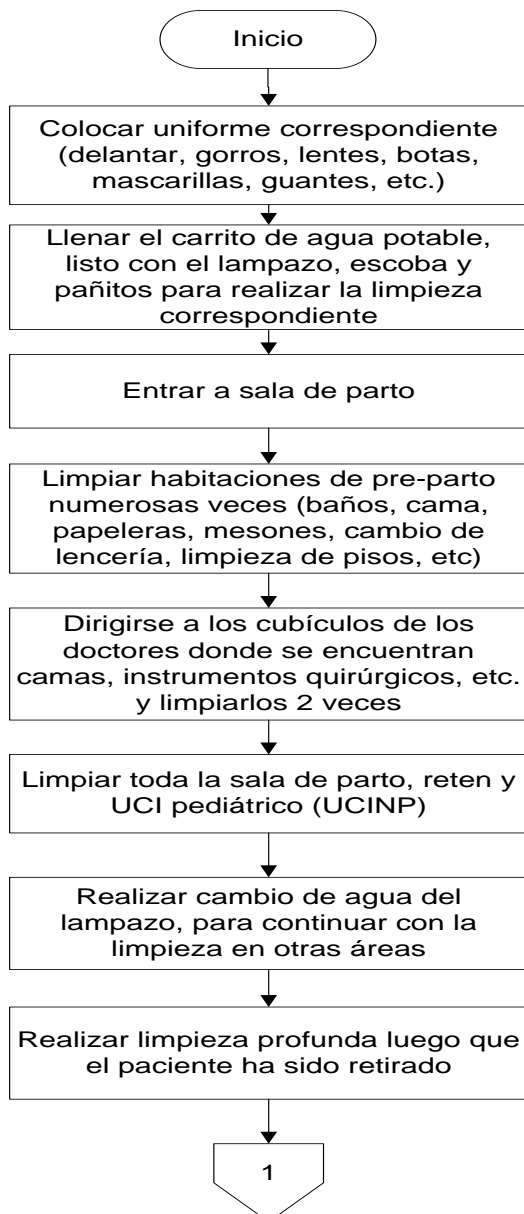 Inicio
Colocar uniforme correspondiente
(delantar, gorros, lentes, botas,
mascarillas, guantes, etc.)
Llenar el carrito de agua potable,
listo con el lampazo, escoba y
pañitos para realizar la limpieza
correspondiente
Entrar a sala de parto
Limpiar habitaciones de pre-parto
numerosas veces (baños, cama,
papeleras, mesones, cambio de
lencería, limpieza de pisos, etc)
Dirigirse a los cubículos de los
doctores donde se encuentran
camas, instrumentos quirúrgicos, etc.
y limpiarlos 2 veces
Limpiar toda la sala de parto, reten y
UCI pediátrico (UCINP)
Realizar cambio de agua del
lampazo, para continuar con la
limpieza en otras áreas
Realizar limpieza profunda luego que
el paciente ha sido retirado
1